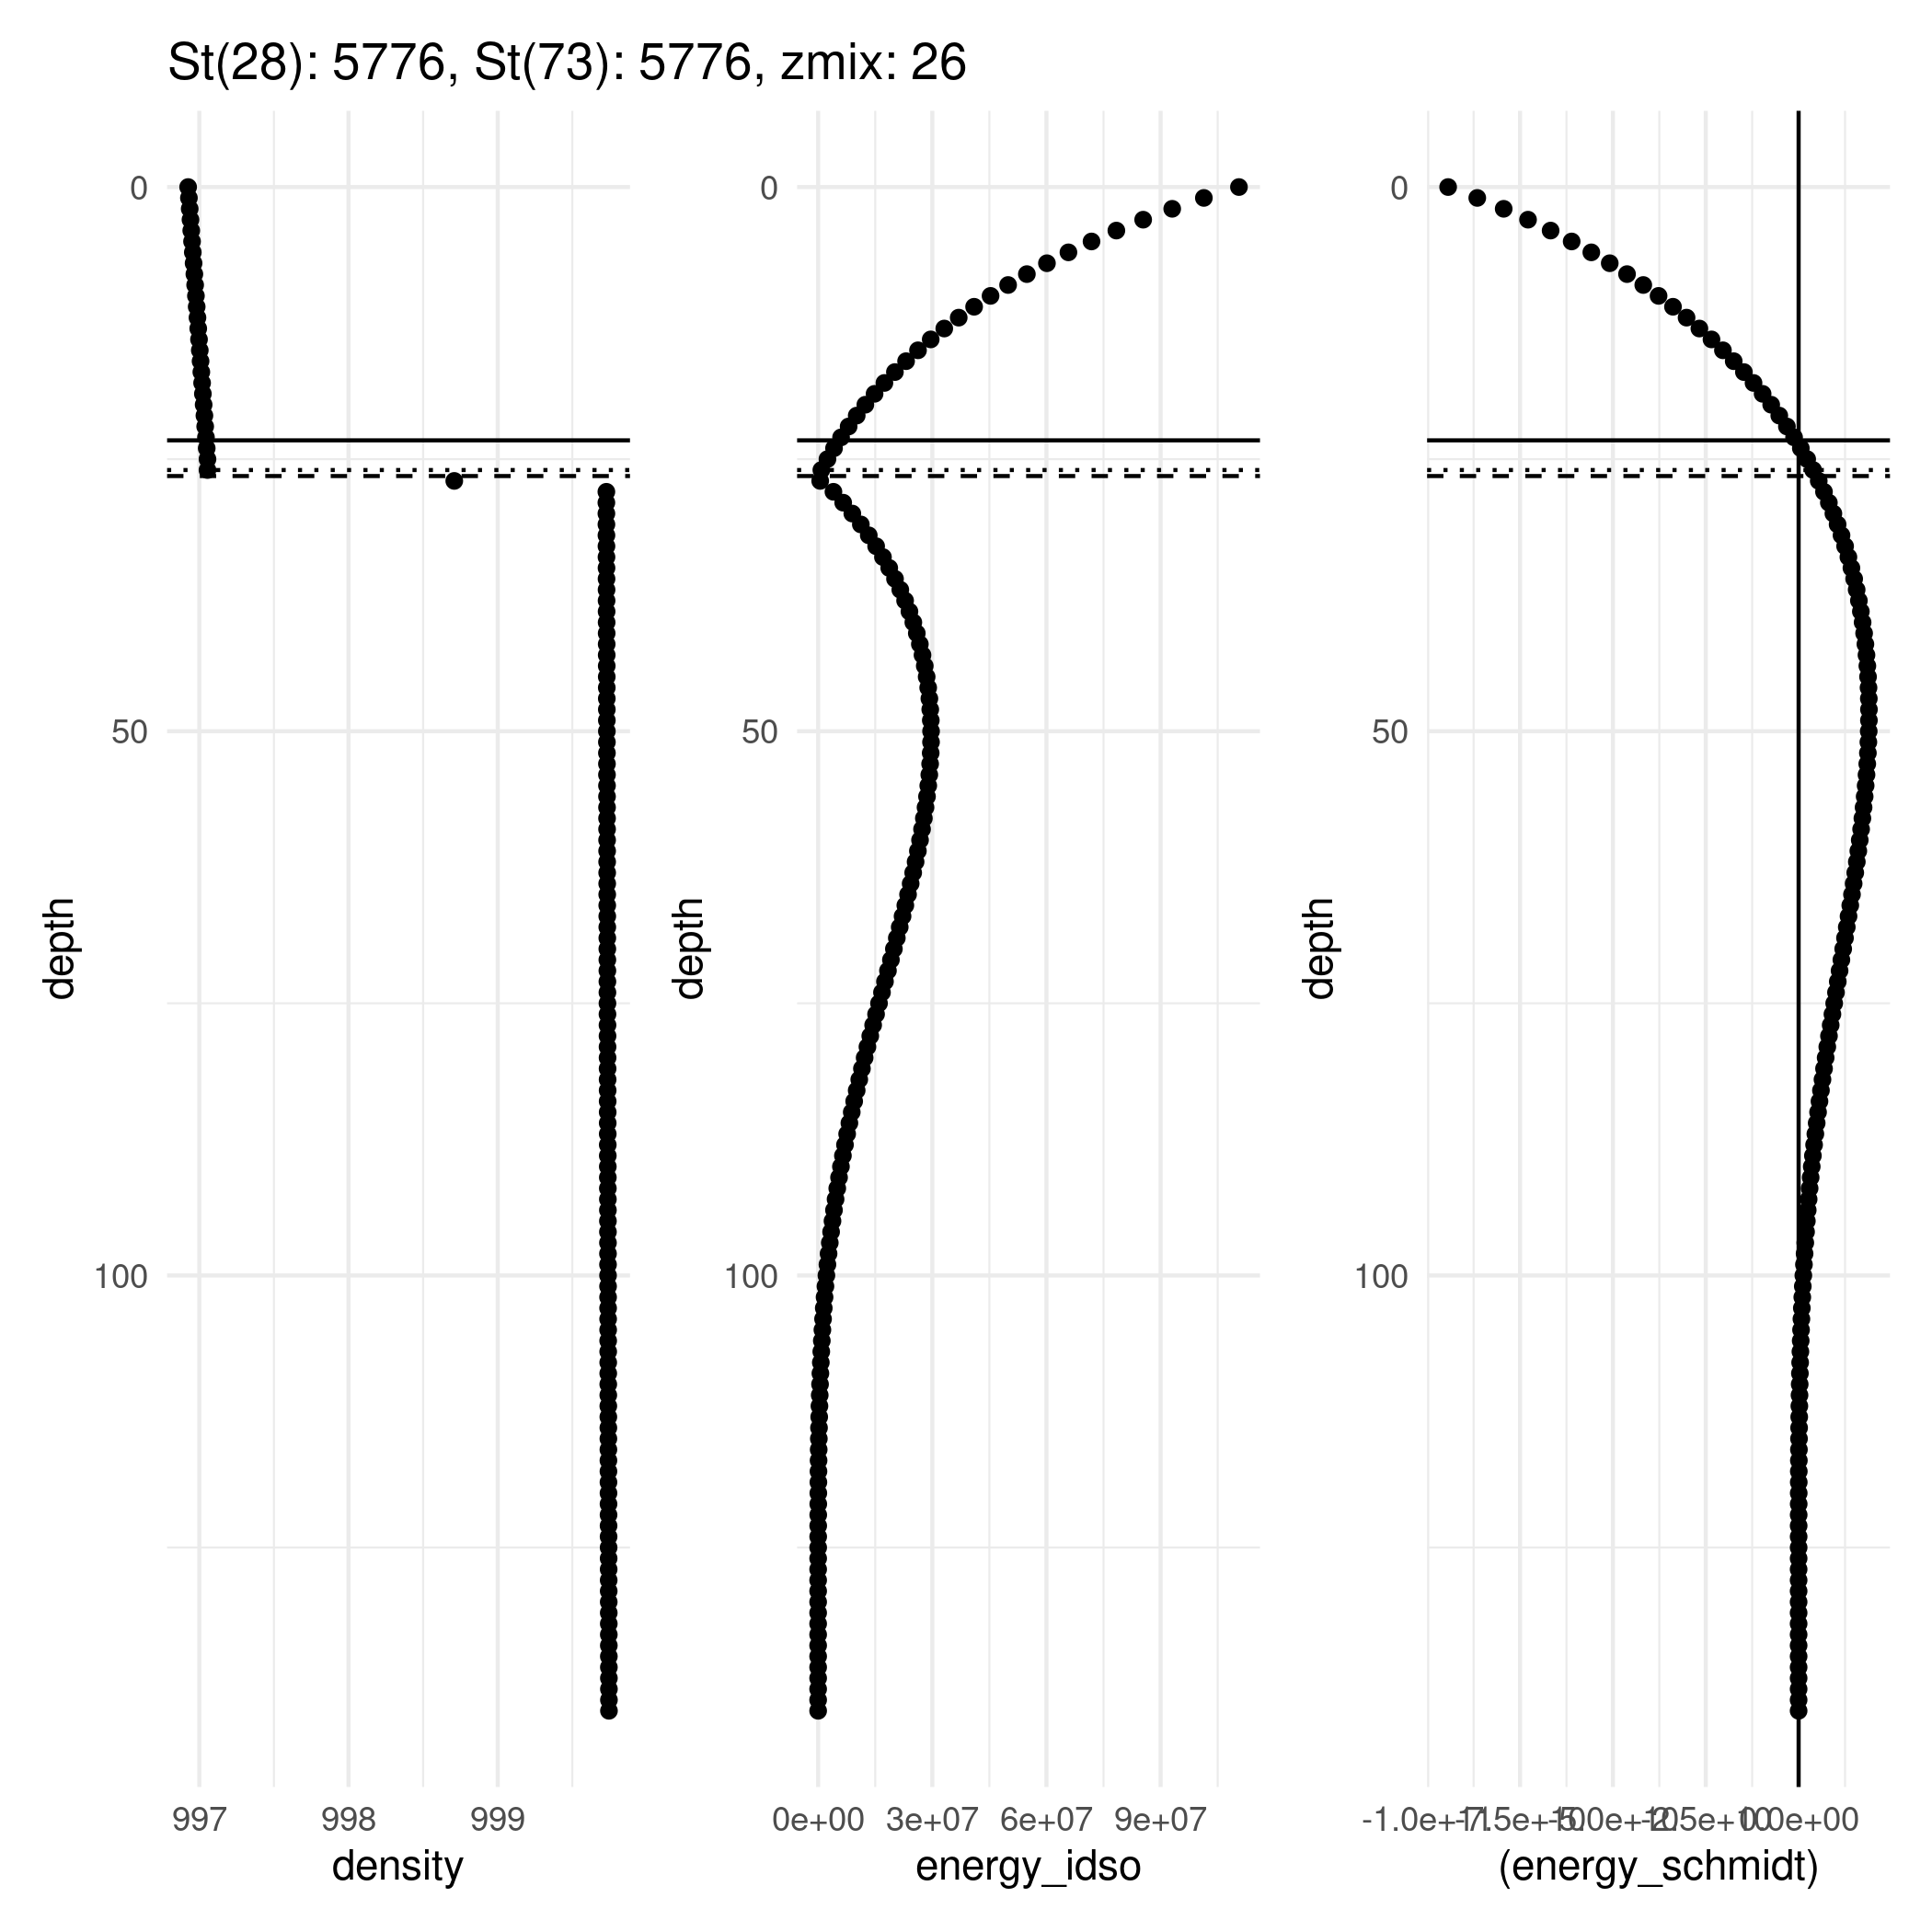 St(28): 5776, St(73): 5776, zmix: 26
0
50
100
depth
997
998
999
density
0
50
100
depth
0e+00
3e+07
6e+07
9e+07
energy_idso
0
50
100
depth
0.0e+00
(energy_schmidt)